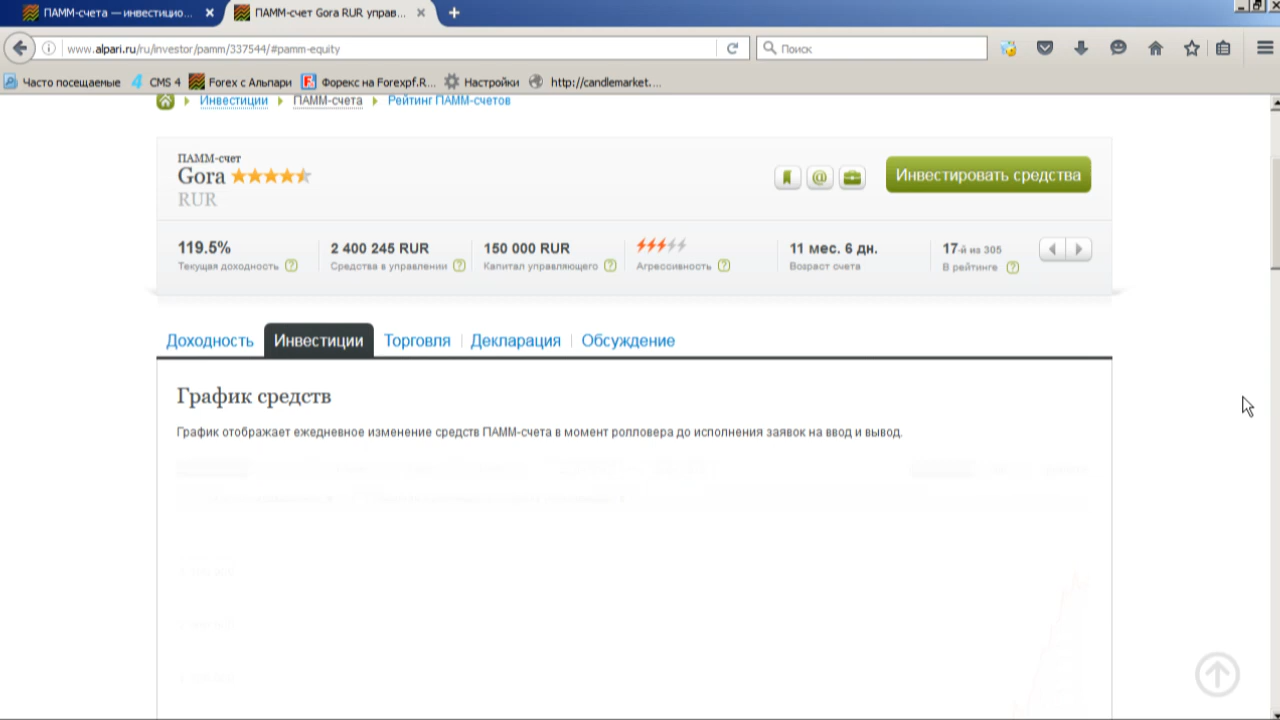 ПАММ-счета — инвестицио...
ПАММ-счет Gora RUR управ...
www.alpari.ru/ru/investor/pamm/337544/#pamm-equity
Поиск
Часто посещаемые
CMS 4
Forex с Альпари
Форекс на Forexpf.R...
Настройки
http://candlemarket....
Инвестиции
ПАММ-счета
Рейтинг ПАММ-счетов
ПАММ-счет
Gora
RUR
Инвестировать средства
119.5%
Текущая доходность
2 400 245 RUR
Средства в управлении
150 000 RUR
Капитал управляющего
Агрессивность
11 мес. 6 дн.
Возраст счета
17-й из 305
В рейтинге
Доходность
Инвестиции
Торговля
Декларация
Обсуждение
График средств
График отображает ежедневное изменение средств ПАММ-счета в момент ролловера до исполнения заявок на ввод и вывод.